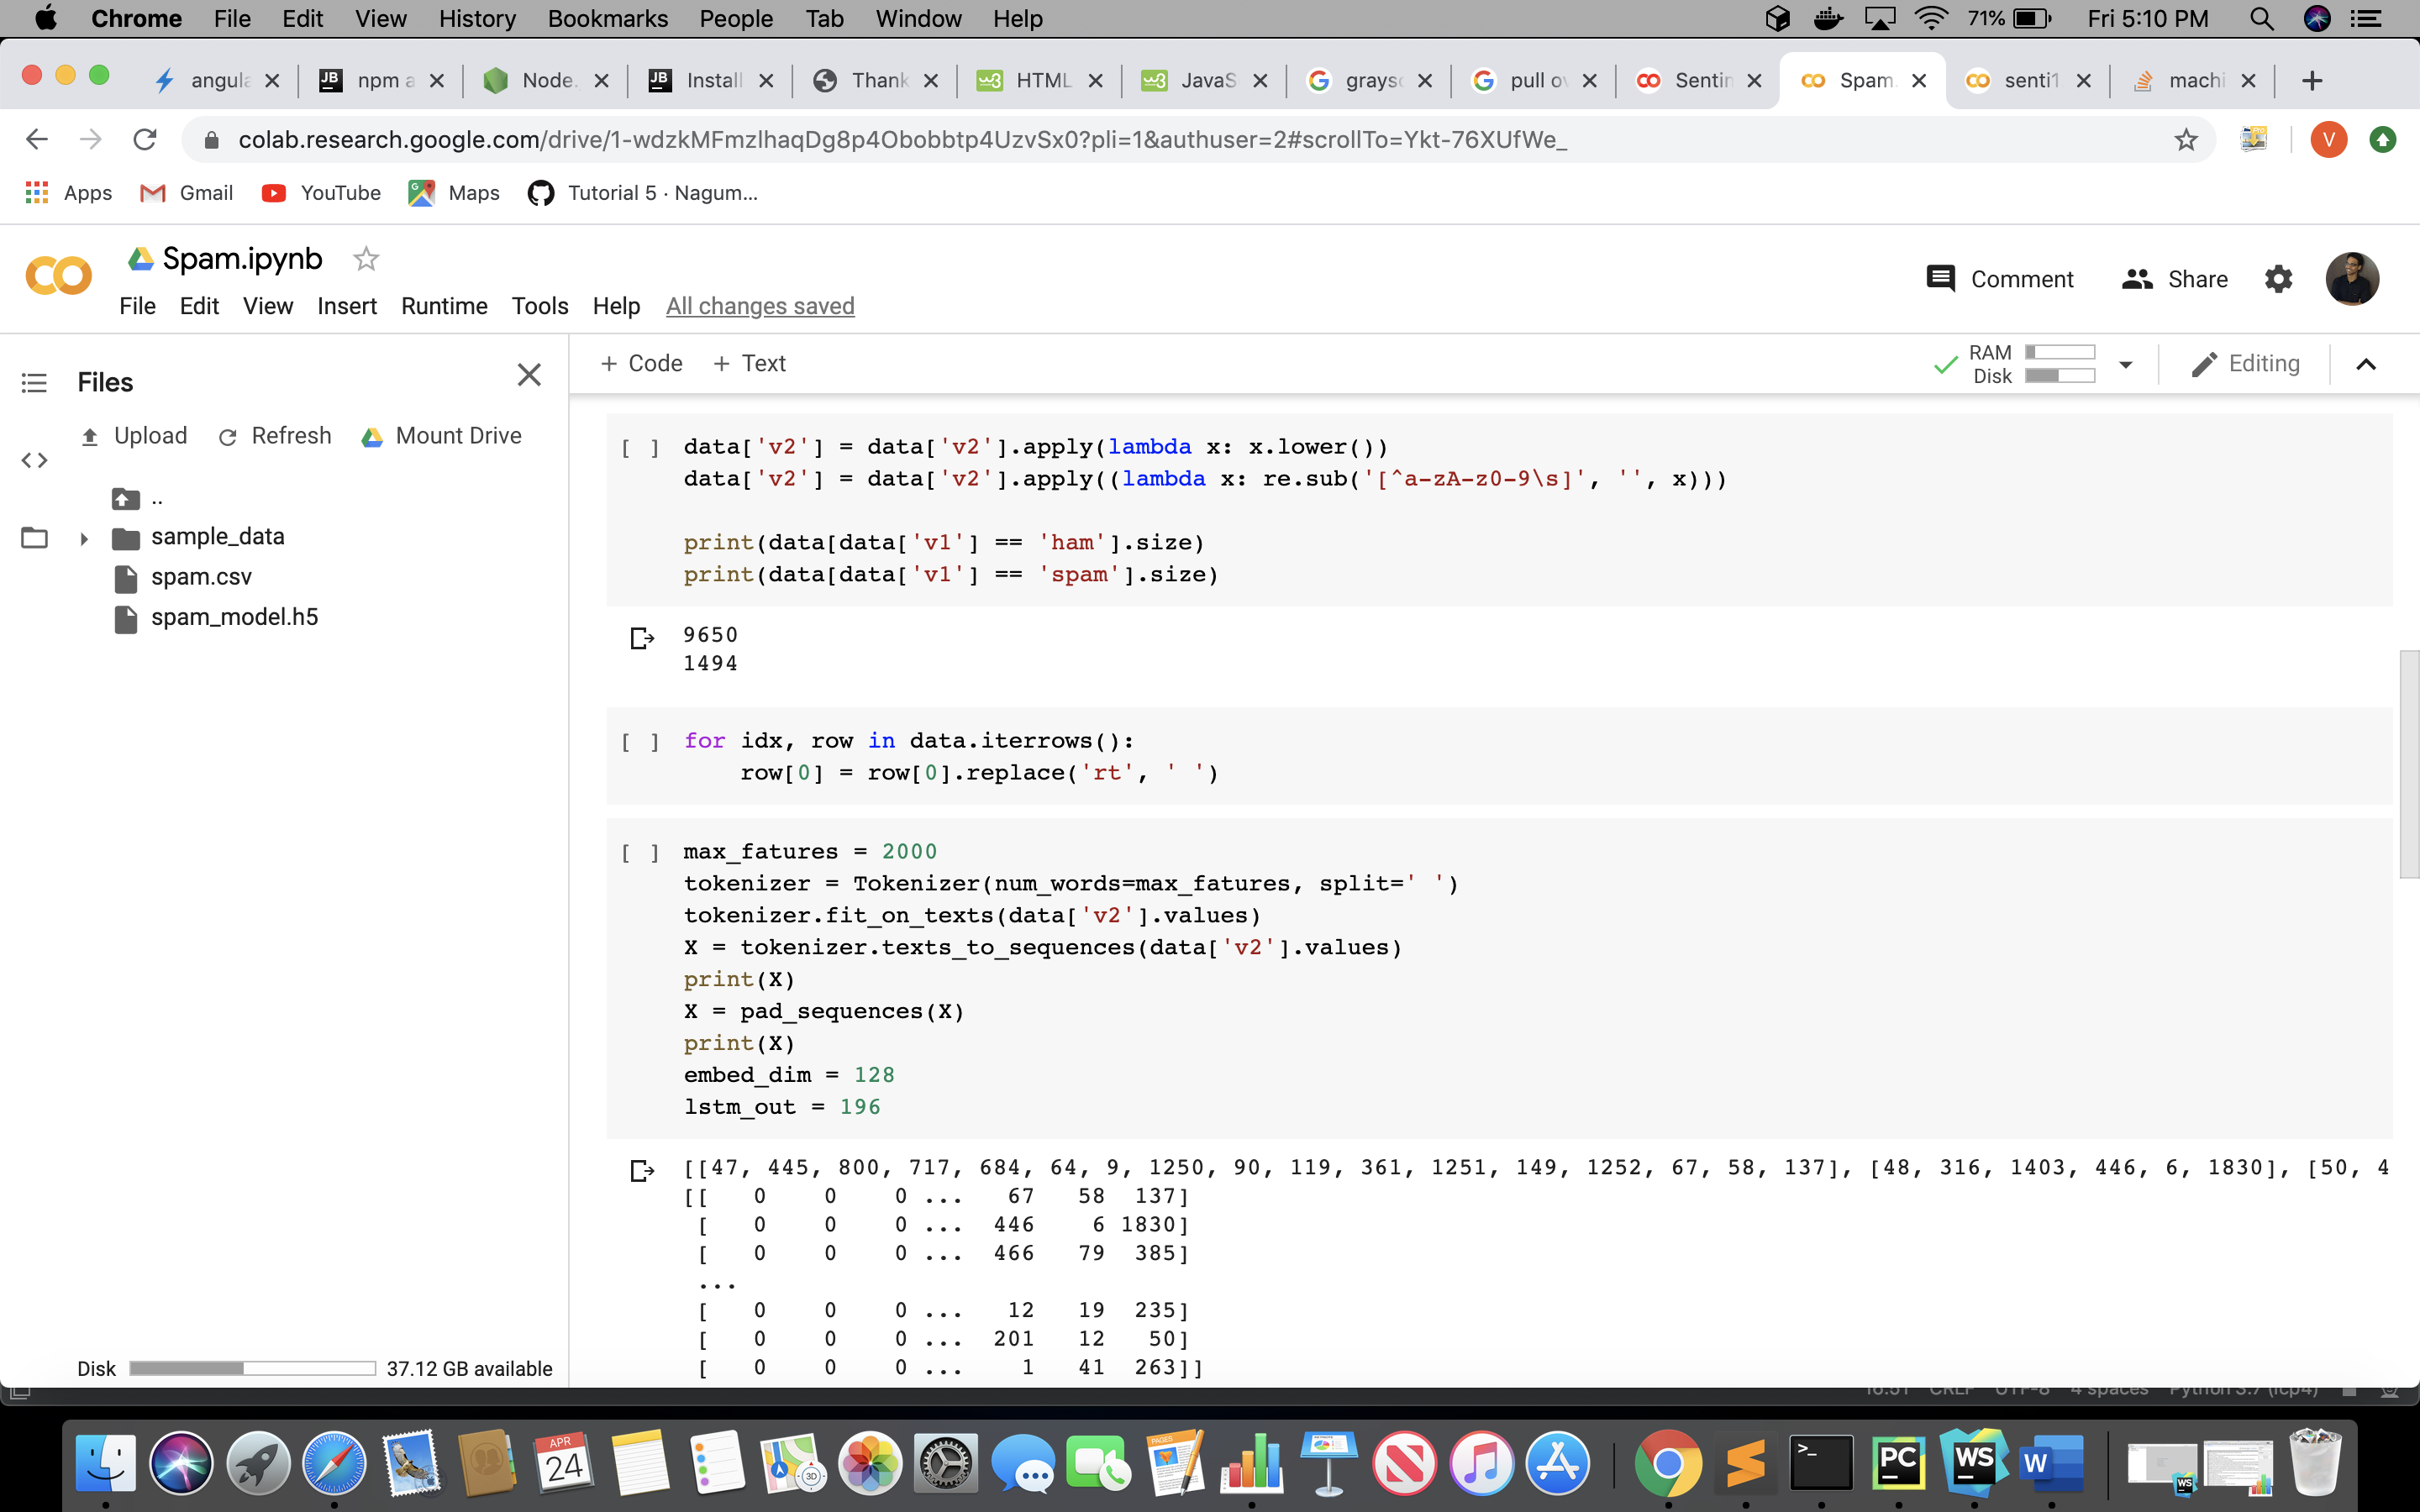 Chrome File Edit View History Bookmarks People Tab Window Help 71% Fri 5:10 PM
angula npm a Node. Install Thank HTML JavaS graysc pull ov Sentin Spam. senti1 machi
colab.research.google.com/drive/1-wdzkMFmzlhaqDg8p4Obobbtp4UzvSx0?pli=1&authuser=2#scrollTo=Ykt-76XUfWe_
V
Apps Gmail YouTube Maps Tutorial 5 · Nagum...
Spam.ipynb
File Edit View Insert Runtime Tools Help All changes saved
Comment Share
Files
Upload Refresh Mount Drive
..
sample_data
spam.csv
spam_model.h5
Disk 37.12 GB available
+ Code + Text
RAM
Disk
Editing
[ ] data['v2'] = data['v2'].apply(lambda x: x.lower())
data['v2'] = data['v2'].apply((lambda x: re.sub('[^a-zA-z0-9\s]', '', x)))
print(data[data['v1'] == 'ham'].size)
print(data[data['v1'] == 'spam'].size)
9650
1494
[ ] for idx, row in data.iterrows():
row[0] = row[0].replace('rt', ' ')
[ ] max_fatures = 2000
tokenizer = Tokenizer(num_words=max_fatures, split=' ')
tokenizer.fit_on_texts(data['v2'].values)
X = tokenizer.texts_to_sequences(data['v2'].values)
print(X)
X = pad_sequences(X)
print(X)
embed_dim = 128
lstm_out = 196
[[47, 445, 800, 717, 684, 64, 9, 1250, 90, 119, 361, 1251, 149, 1252, 67, 58, 137], [48, 316, 1403, 446, 6, 1830], [50, 4
[[ 0 0 0 ... 67 58 137]
[ 0 0 0 ... 446 6 1830]
[ 0 0 0 ... 466 79 385]
...
[ 0 0 0 ... 12 19 235]
[ 0 0 0 ... 201 12 50]
[ 0 0 0 ... 1 41 263]]
APR
24
3D
PAGES
PC
WS
W